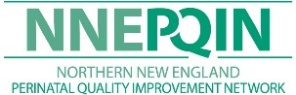 NNEPQIN
NORTHERN NEW ENGLAND
PERINATAL QUALITY IMPROVEMENT NETWORK